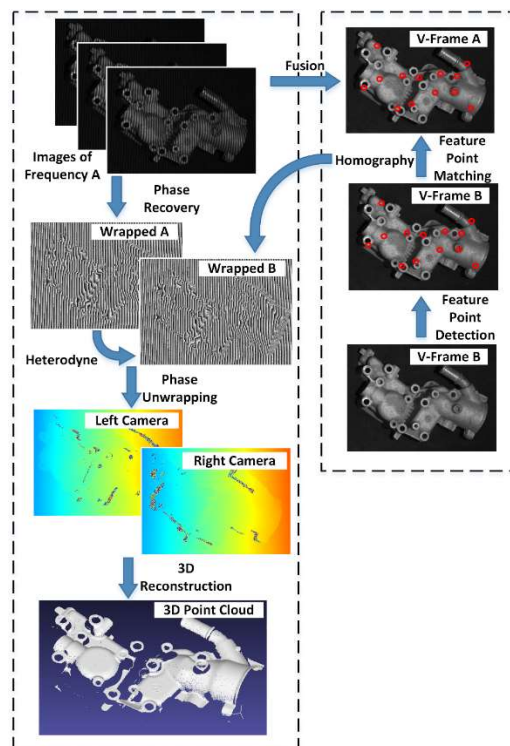 V-Frame A
Fusion
Images of
Frequency A
Homography
Feature
Point
Matching
Phase
Recovery
V-Frame B
Wrapped A
Wrapped B
Feature
Point
Detection
Heterodyne
Phase
Unwrapping
V-Frame B
Left Camera
Right Camera
3D
Reconstruction
3D Point Cloud